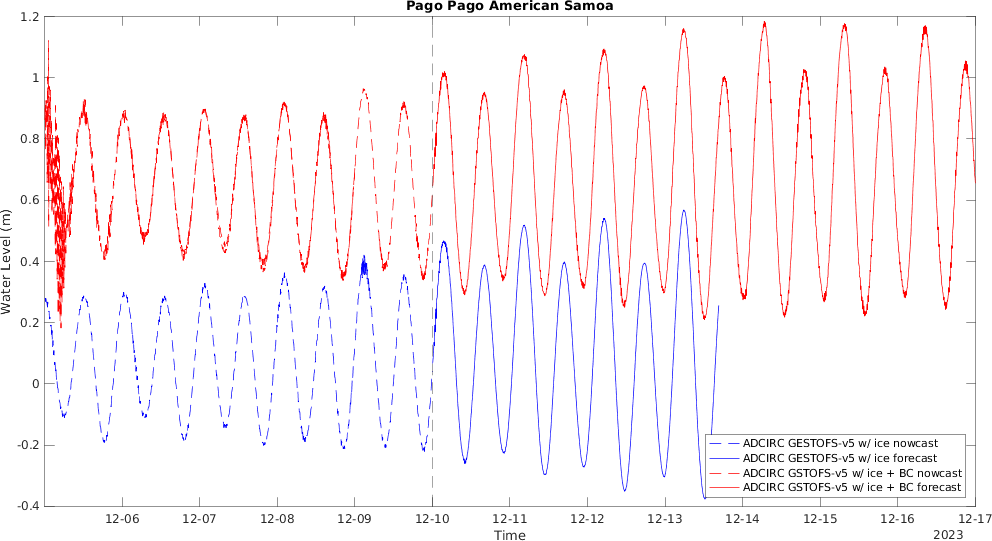 Pago Pago American Samoa
1.2
1
0.8
0.6
0.4
0.2
0
-0.2
-0.4
Water Level (m)
ADCIRC GESTOFS-v5 w/ ice nowcast
ADCIRC GESTOFS-v5 w/ ice forecast
ADCIRC GSTOFS-v5 w/ ice + BC nowcast
ADCIRC GSTOFS-v5 w/ ice + BC forecast
12-06 12-07 12-08 12-09 12-10 12-11 12-12 12-13 12-14 12-15 12-16 12-17
Time
2023